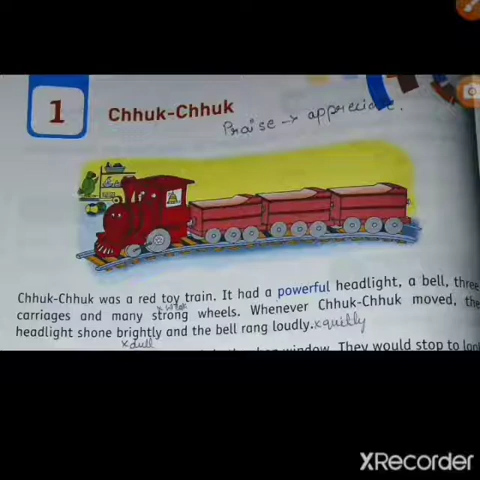 1
Chhuk-Chhuk
Praise → appreciate.
Chhuk-Chhuk was a red toy train. It had a powerful headlight, a bell, three
x weak
carriages and many strong wheels. Whenever Chhuk-Chhuk moved, the
headlight shone brightly and the bell rang loudly. x quitly
x dull
window. They would stop to look
XRecorder